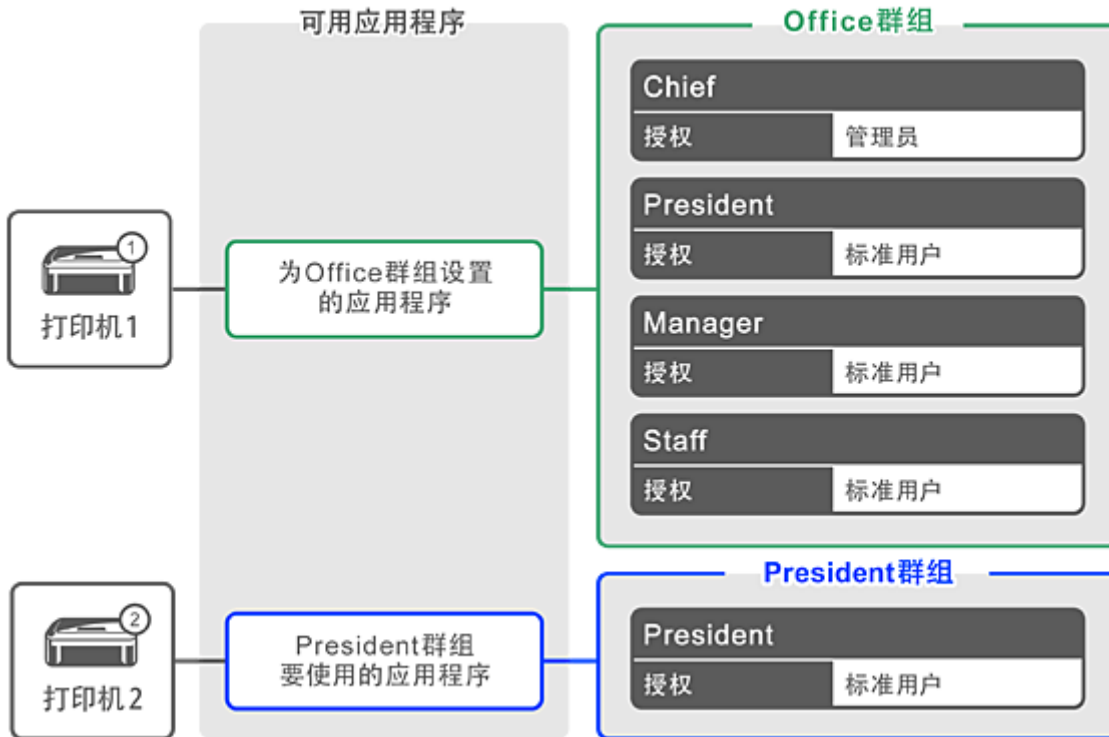 可用应用程序
Office群组
Chief
授权 管理员
President
授权 标准用户
Manager
授权 标准用户
Staff
授权 标准用户
1
打印机1
为Office群组设置
的应用程序
President群组
President
授权 标准用户
2
打印机2
President群组
要使用的应用程序